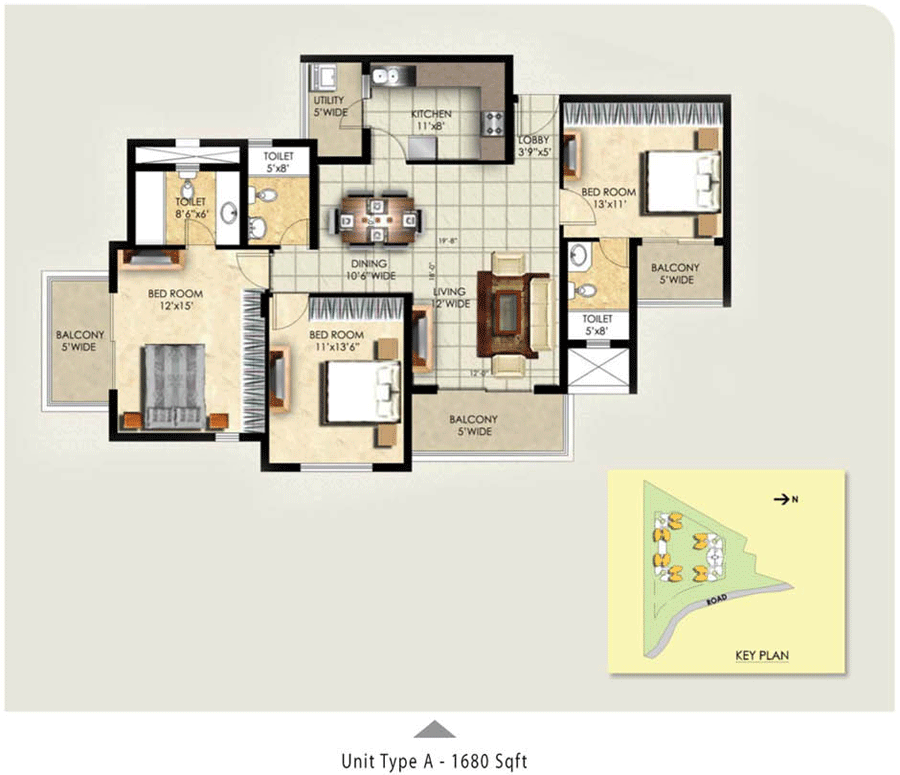 UTILITY
5'WIDE
KITCHEN
11'x8'
LOBBY
3'9"x5'
TOILET
5'x8'
TOILET
8'6"x6'
BED ROOM
13'x11'
19'-8"
DINING
10'6"WIDE
18'-0"
LIVING
12'WIDE
BALCONY
5'WIDE
BED ROOM
12'x15'
BALCONY
5'WIDE
BED ROOM
11'x13'6"
TOILET
5'x8'
12'-0"
BALCONY
5'WIDE
N
ROAD
KEY PLAN
Unit Type A - 1680 Sqft